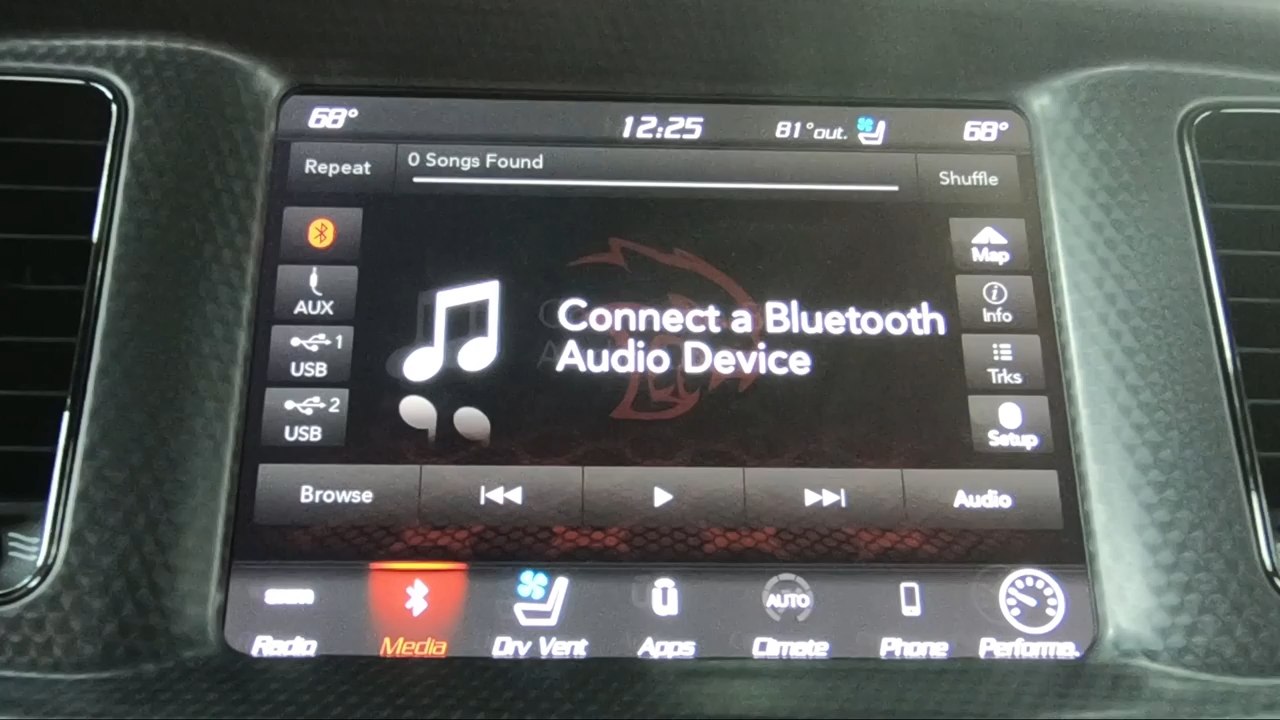 68°
12:25
81°out.
68°
Repeat
0 Songs Found
Shuffle
AUX
1
USB
2
USB
Connect a Bluetooth
Audio Device
Map
Info
Trks
Setup
Browse
Audio
Radio
Media
Drv Vent
Apps
AUTO
Climate
Phone
Performa.